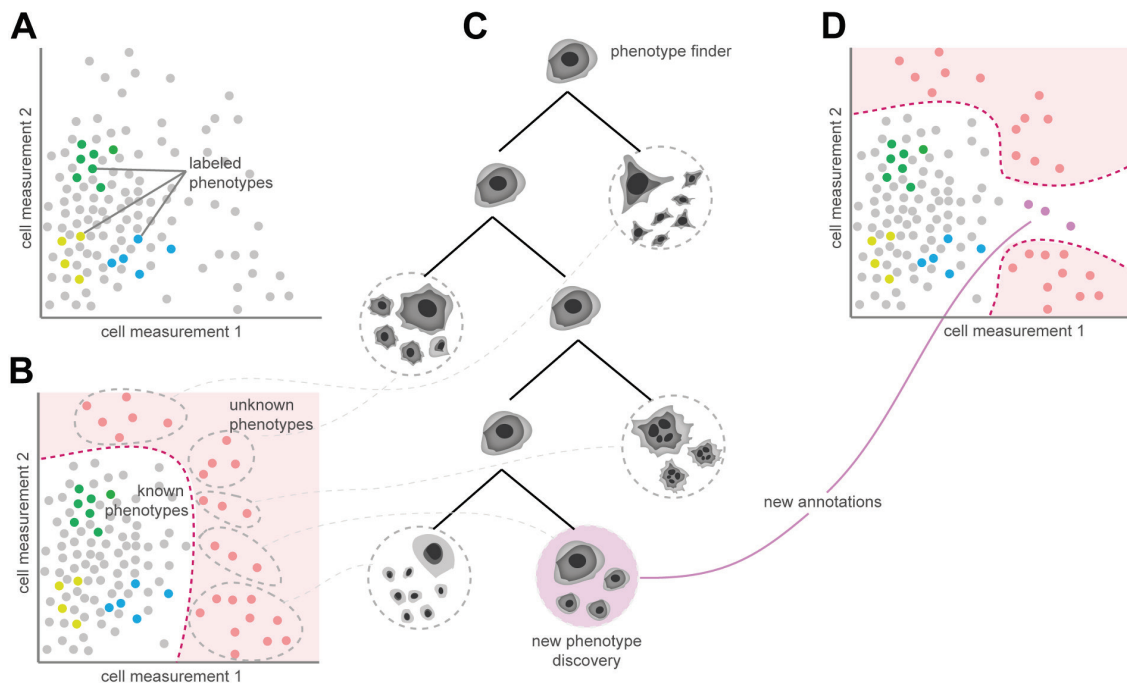 A
cell measurement 2
labeled
phenotypes
cell measurement 1
B
cell measurement 2
unknown
phenotypes
known
phenotypes
cell measurement 1
C
phenotype finder
new phenotype
discovery
new annotations
D
cell measurement 2
cell measurement 1